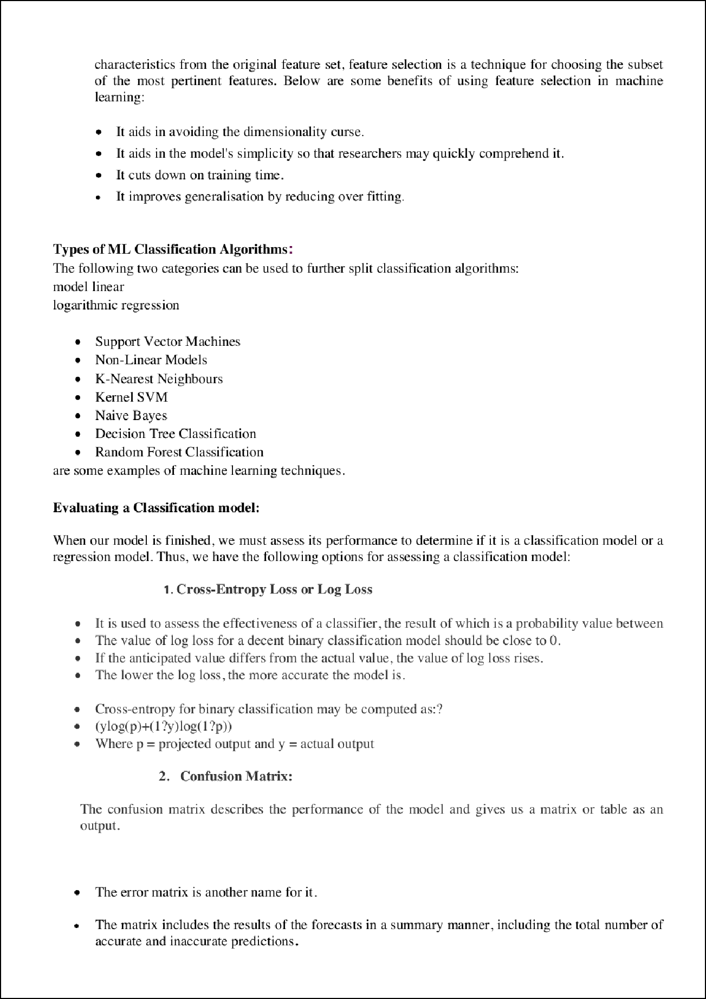 characteristics from the original feature set, feature selection is a technique for choosing the subset
of the most pertinent features. Below are some benefits of using feature selection in machine
learning:
• It aids in avoiding the dimensionality curse.
• It aids in the model's simplicity so that researchers may quickly comprehend it.
• It cuts down on training time.
• It improves generalisation by reducing over fitting.
Types of ML Classification Algorithms:
The following two categories can be used to further split classification algorithms:
model linear
logarithmic regression
• Support Vector Machines
• Non-Linear Models
• K-Nearest Neighbours
• Kernel SVM
• Naive Bayes
• Decision Tree Classification
• Random Forest Classification
are some examples of machine learning techniques.
Evaluating a Classification model:
When our model is finished, we must assess its performance to determine if it is a classification model or a
regression model. Thus, we have the following options for assessing a classification model:
1. Cross-Entropy Loss or Log Loss
• It is used to assess the effectiveness of a classifier, the result of which is a probability value between
• The value of log loss for a decent binary classification model should be close to 0.
• If the anticipated value differs from the actual value, the value of log loss rises.
• The lower the log loss, the more accurate the model is.
• Cross-entropy for binary classification may be computed as:?
• (ylog(p)+(1?y)log(1?p))
• Where p = projected output and y = actual output
2. Confusion Matrix:
The confusion matrix describes the performance of the model and gives us a matrix or table as an
output.
• The error matrix is another name for it.
• The matrix includes the results of the forecasts in a summary manner, including the total number of
accurate and inaccurate predictions.